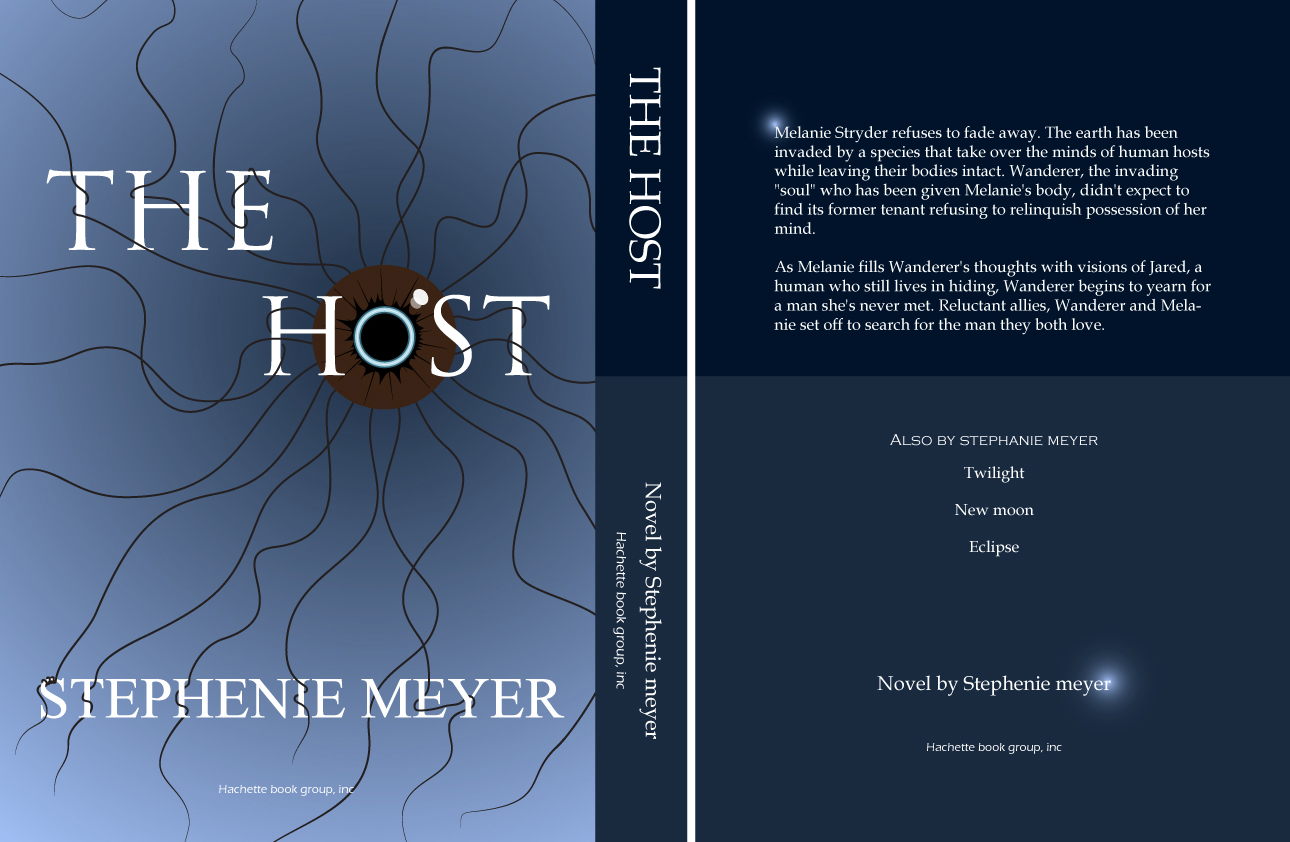 THE
HOST
STEPHENIE MEYER
Hachette book group, inc
THE HOST
Novel by Stephenie meyer
Hachette book group, inc
Melanie Stryder refuses to fade away. The earth has been
invaded by a species that take over the minds of human hosts
while leaving their bodies intact. Wanderer, the invading
"soul" who has been given Melanie's body, didn't expect to
find its former tenant refusing to relinquish possession of her
mind.
As Melanie fills Wanderer's thoughts with visions of Jared, a
human who still lives in hiding, Wanderer begins to yearn for
a man she's never met. Reluctant allies, Wanderer and Mela-
nie set off to search for the man they both love.
ALSO BY STEPHANIE MEYER
Twilight
New moon
Eclipse
Novel by Stephenie meyer
Hachette book group, inc